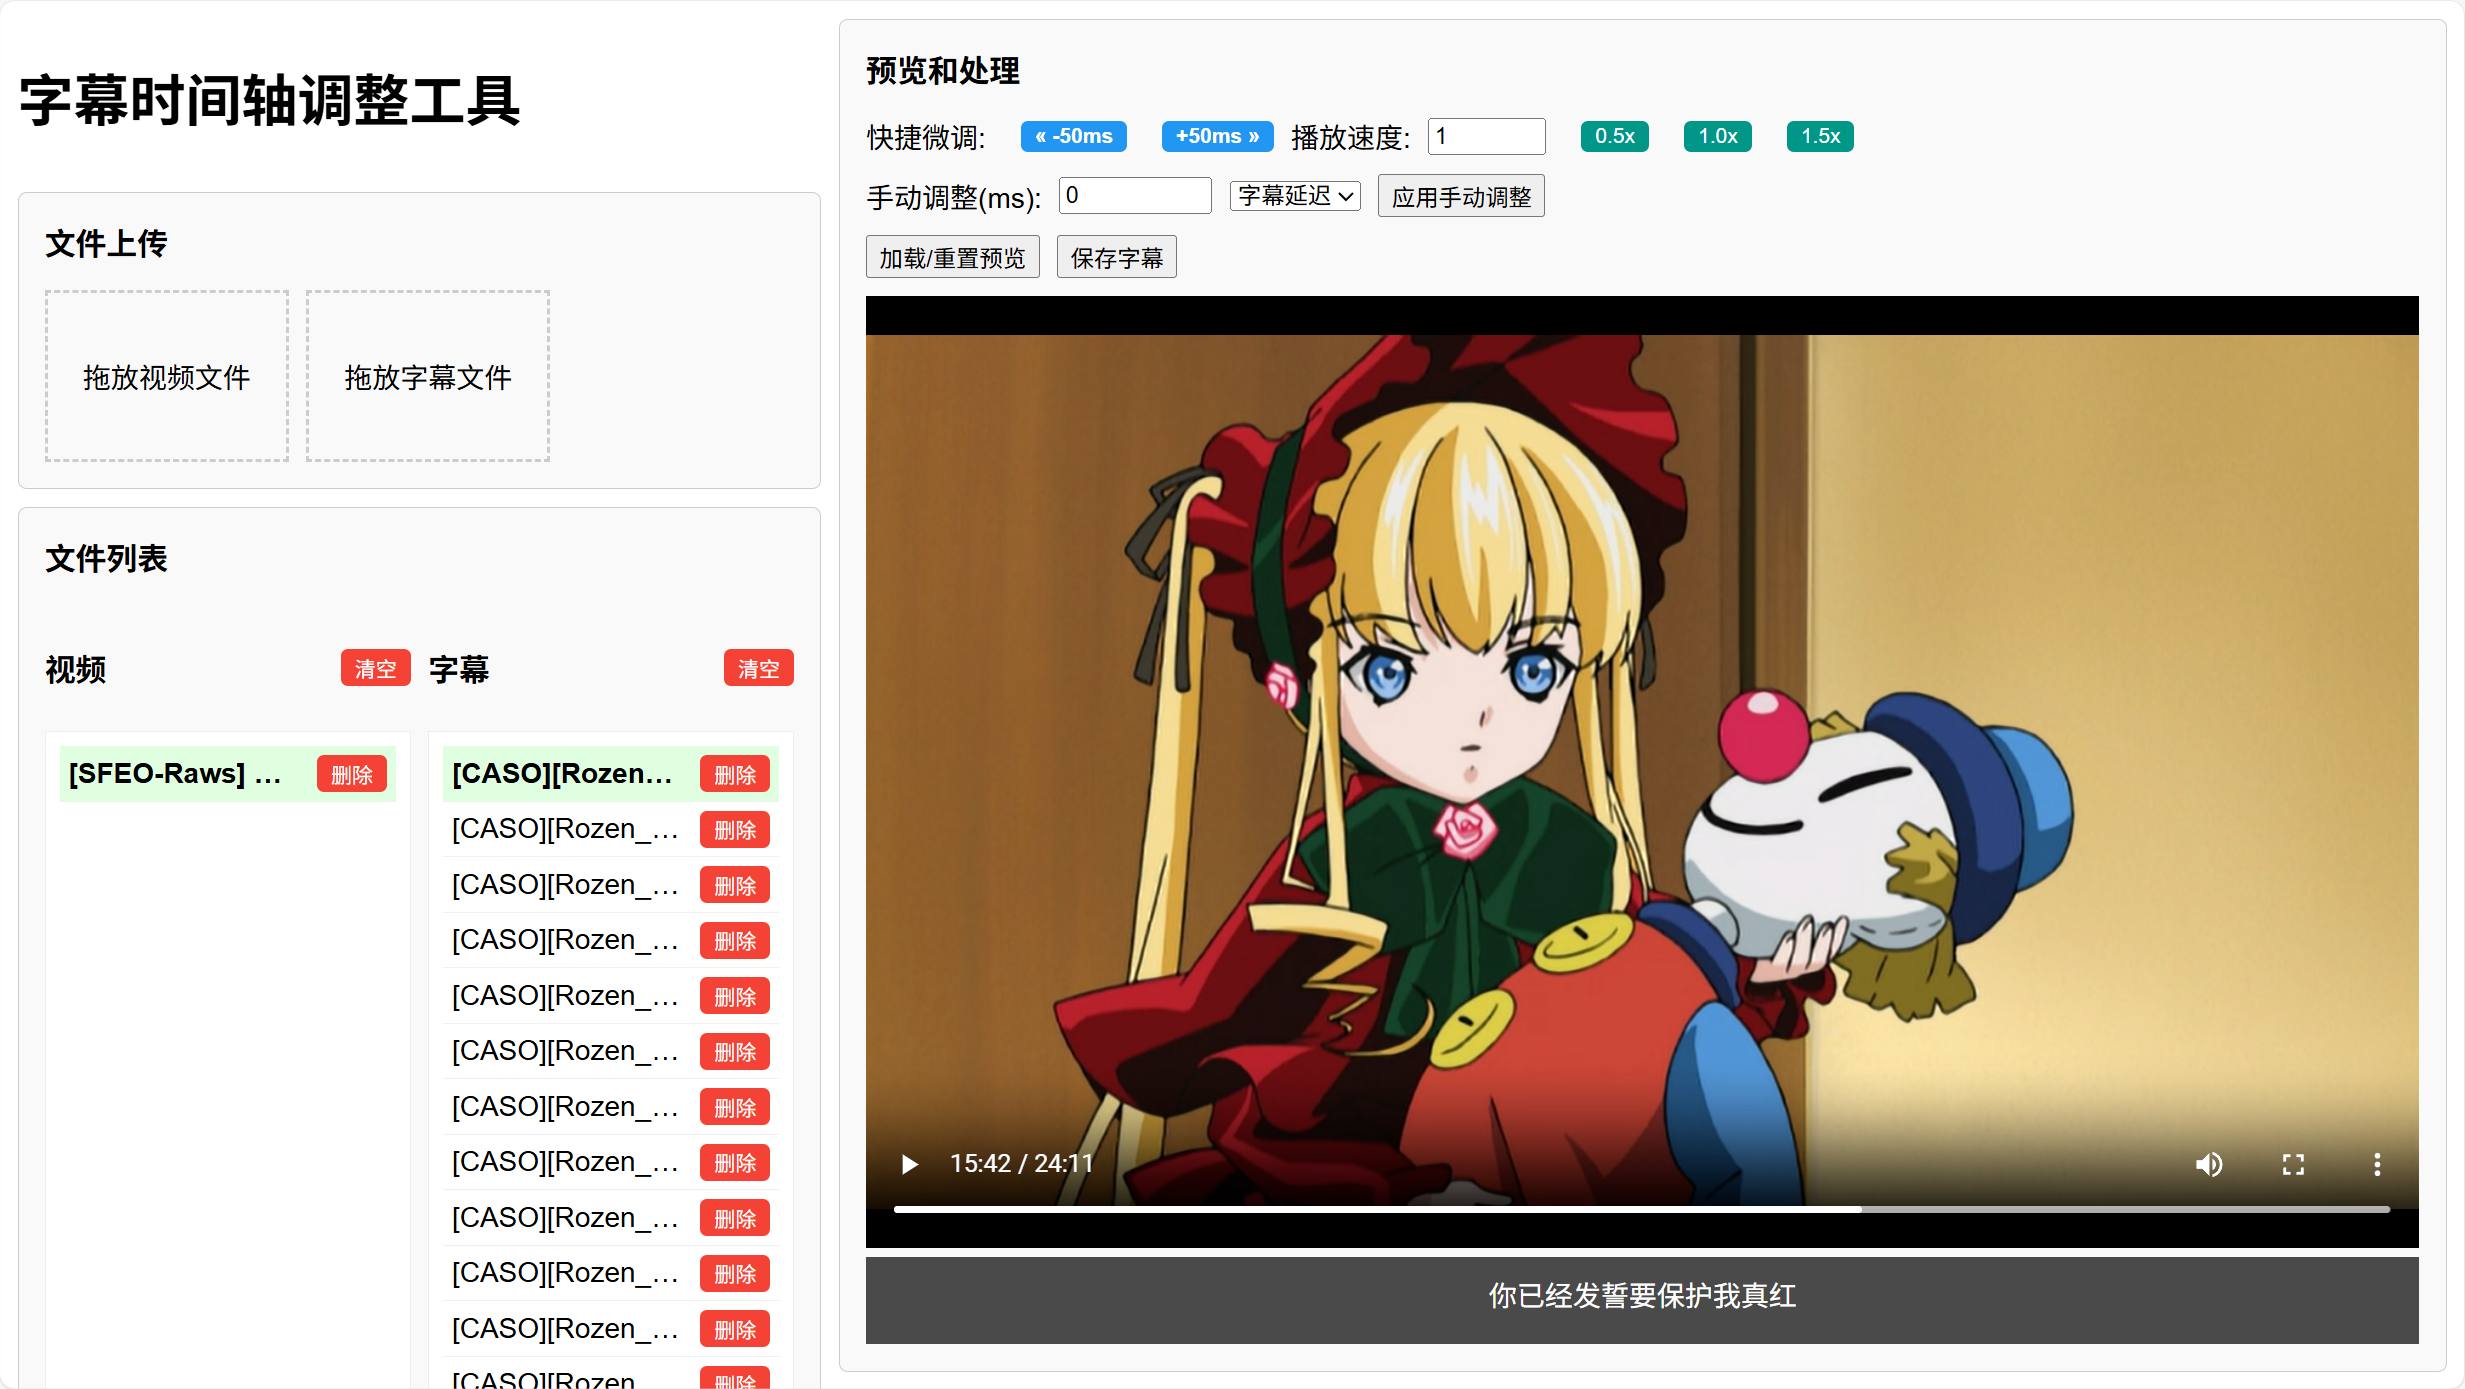 字幕时间轴调整工具
文件上传
拖放视频文件
拖放字幕文件
文件列表
视频
清空
字幕
清空
[SFEO-Raws] …
删除
[CASO][Rozen…
删除
[CASO][Rozen_…
删除
[CASO][Rozen_…
删除
[CASO][Rozen_…
删除
[CASO][Rozen_…
删除
[CASO][Rozen_…
删除
[CASO][Rozen_…
删除
[CASO][Rozen_…
删除
[CASO][Rozen_…
删除
[CASO][Rozen_…
删除
[CASO][Rozen_…
删除
[CASO][Rozen
删除
预览和处理
快捷微调: « -50ms +50ms » 播放速度: 1 0.5x 1.0x 1.5x
手动调整(ms): 0 字幕延迟 应用手动调整
加载/重置预览 保存字幕
15:42 / 24:11
你已经发誓要保护我真红